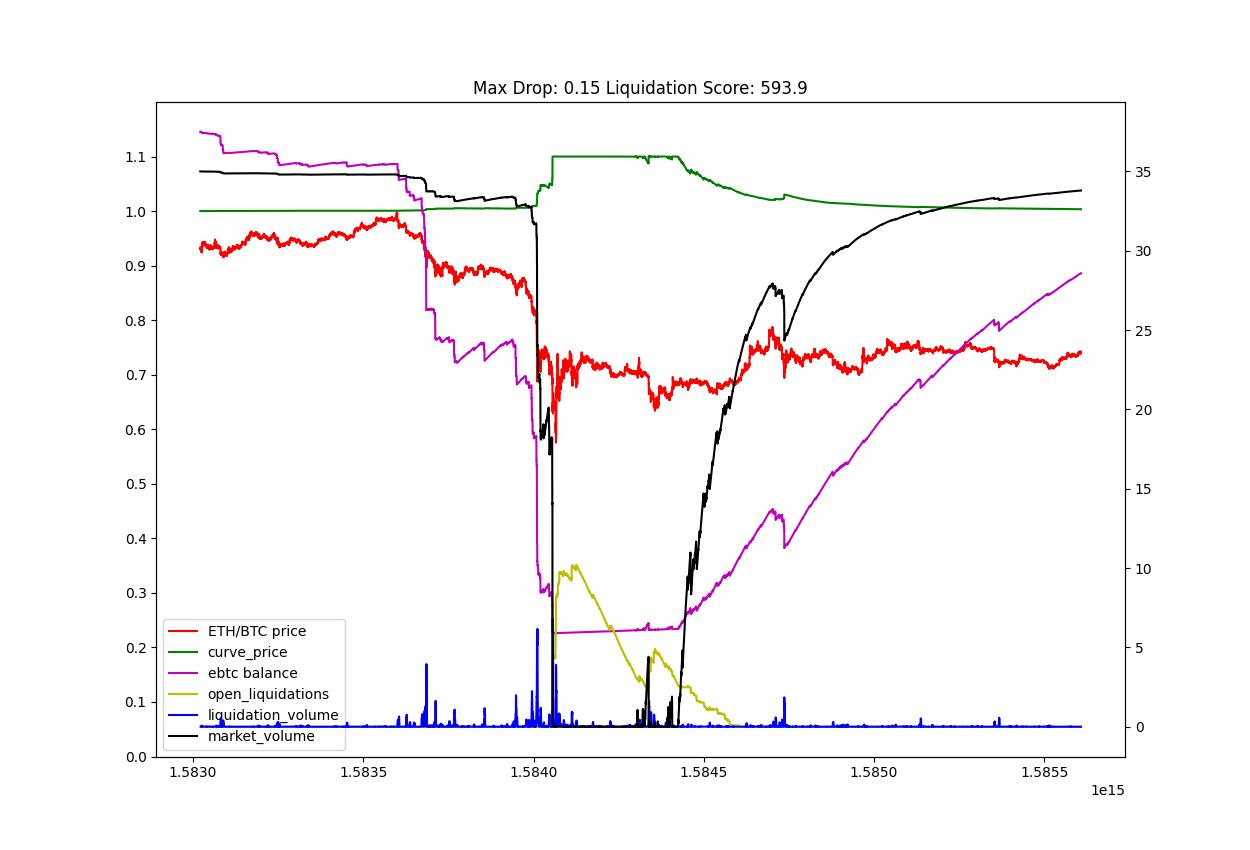 Max Drop: 0.15 Liquidation Score: 593.9
1.1
1.0
0.9
0.8
0.7
0.6
0.5
0.4
0.3
0.2
0.1
0.0
35
30
25
20
15
10
5
0
ETH/BTC price
curve_price
ebtc balance
open_liquidations
liquidation_volume
market_volume
1.5830 1.5835 1.5840 1.5845 1.5850 1.5855
1e15